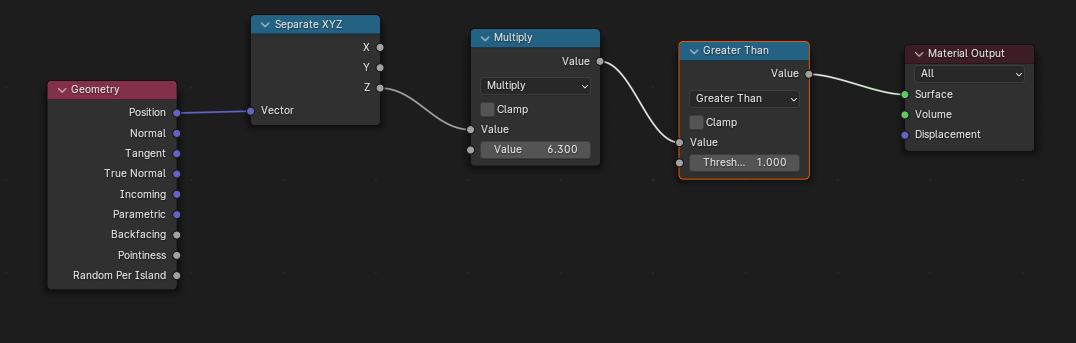 Geometry
Position
Normal
Tangent
True Normal
Incoming
Parametric
Backfacing
Pointiness
Random Per Island
Separate XYZ
X
Y
Z
Vector
Multiply
Value
Multiply
Clamp
Value
Value 6.300
Greater Than
Value
Greater Than
Clamp
Value
Thresh... 1.000
Material Output
All
Surface
Volume
Displacement